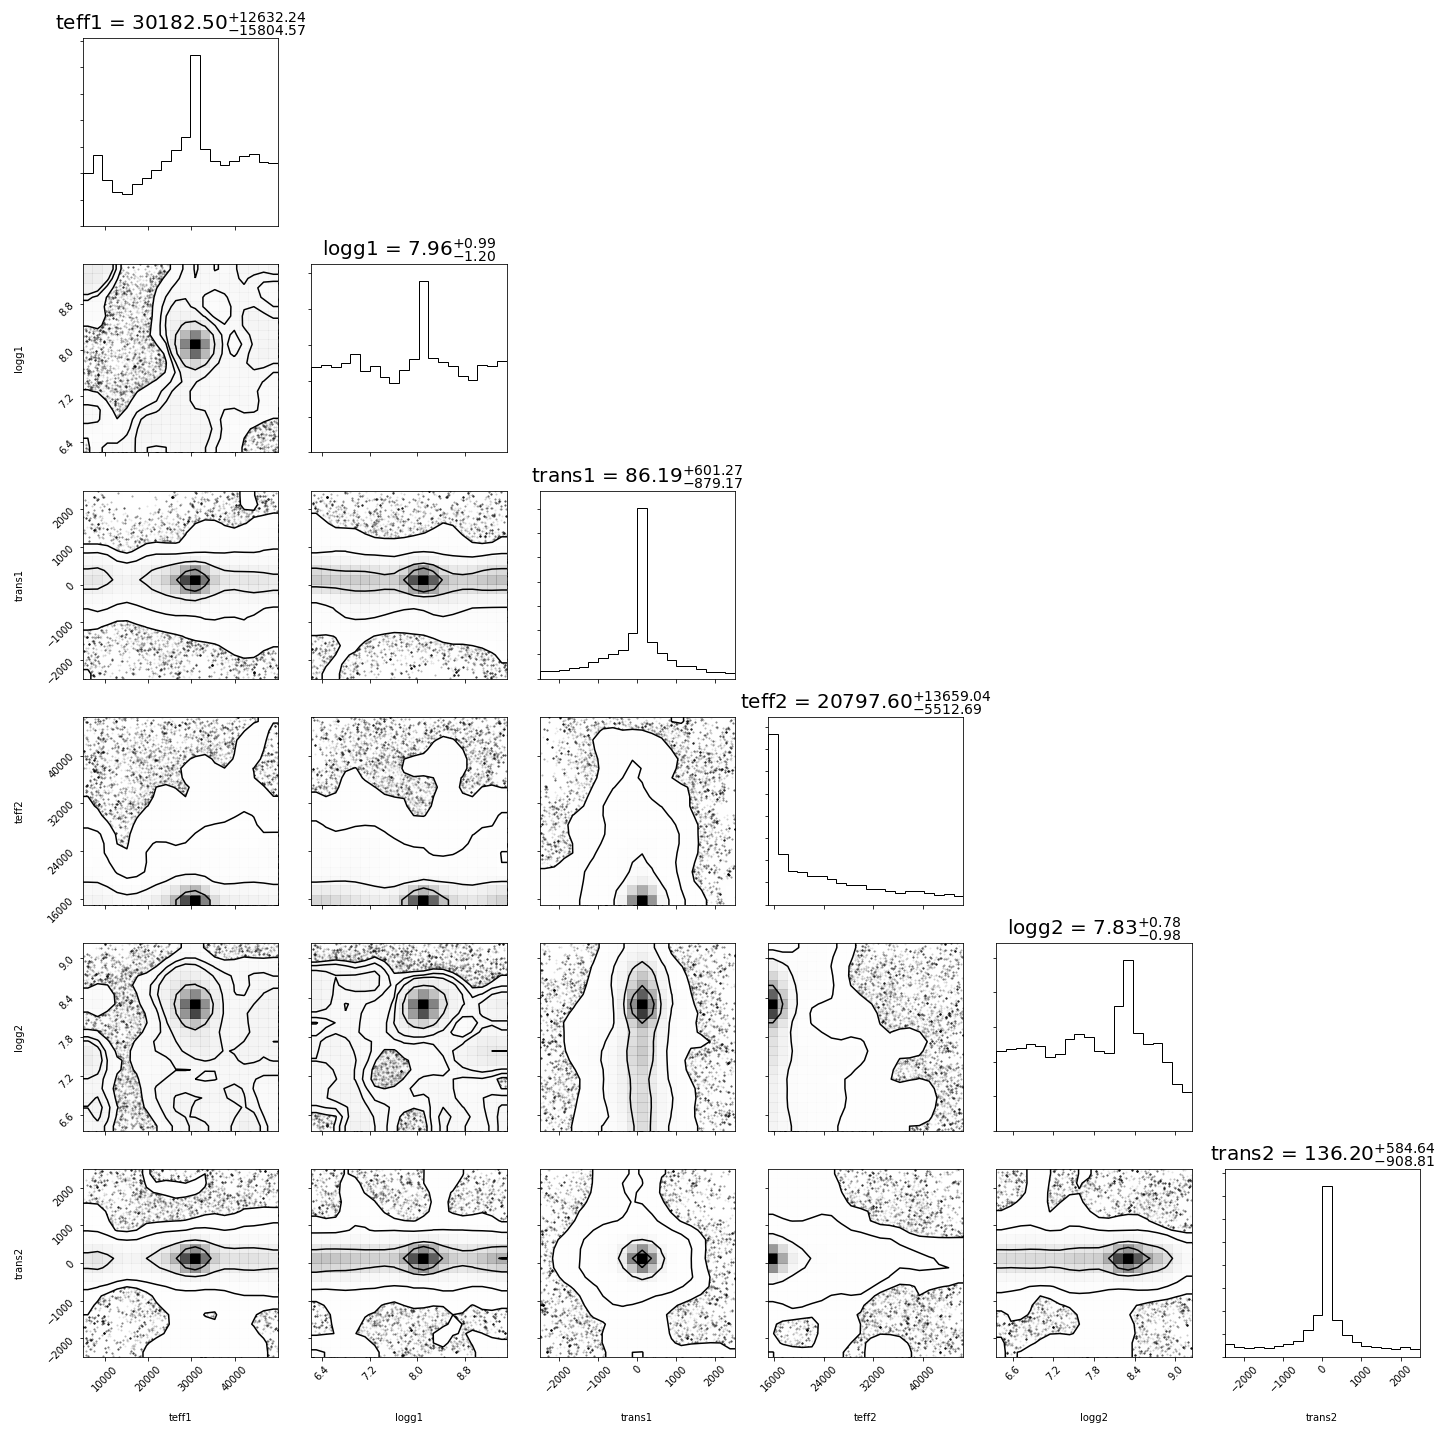 teff1 = 30182.50+12632.24−15804.57
logg1 = 7.96+0.99−1.20
8.8
8.0
7.2
6.4
logg1
trans1 = 86.19+601.27−879.17
2000
1000
0
−1000
−2000
trans1
teff2 = 20797.60+13659.04−5512.69
40000
32000
24000
16000
teff2
logg2 = 7.83+0.78−0.98
9.0
8.4
7.8
7.2
6.6
logg2
trans2 = 136.20+584.64−908.81
2000
1000
0
−1000
−2000
trans2
10000 20000 30000 40000
6.4 7.2 8.0 8.8
−2000 −1000 0 1000 2000
16000 24000 32000 40000
6.6 7.2 7.8 8.4 9.0
−2000 −1000 0 1000 2000
teff1 logg1 trans1 teff2 logg2 trans2